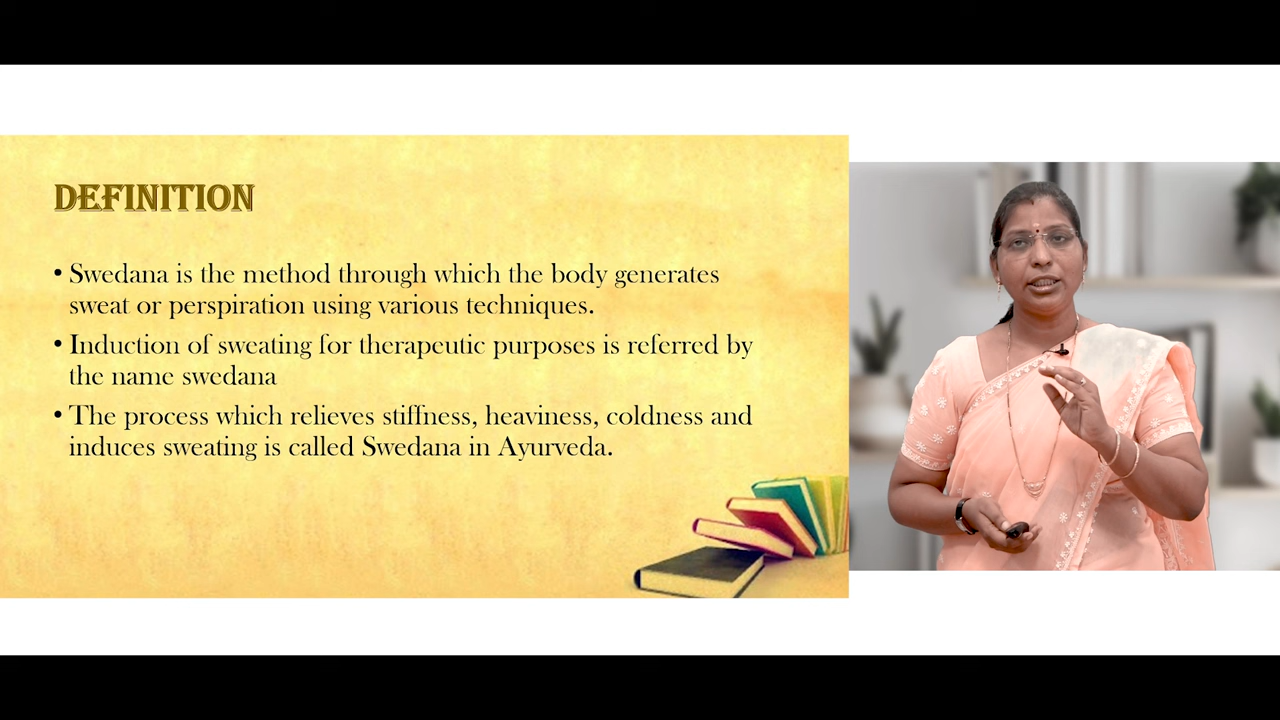 DEFINITION
• Swedana is the method through which the body generates
sweat or perspiration using various techniques.
• Induction of sweating for therapeutic purposes is referred by
the name swedana
• The process which relieves stiffness, heaviness, coldness and
induces sweating is called Swedana in Ayurveda.